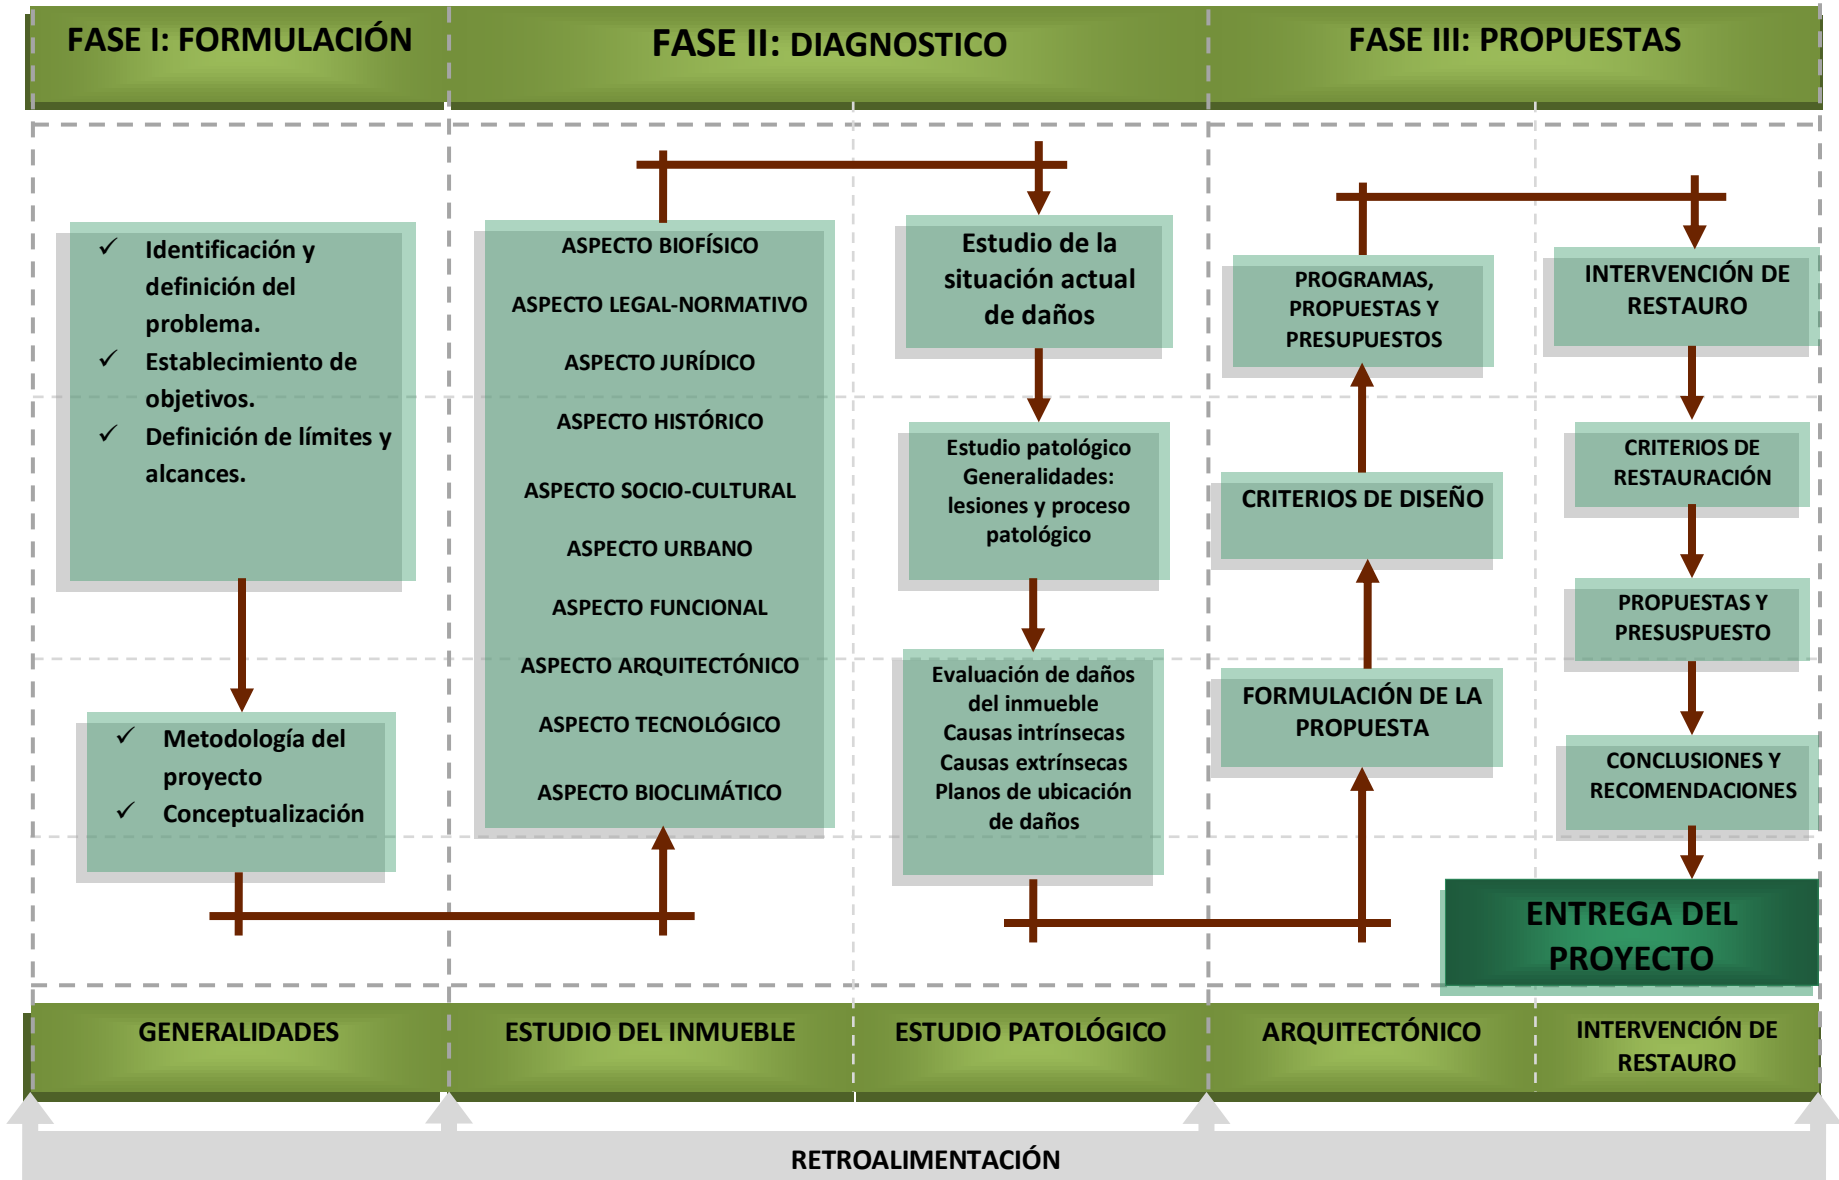 FASE I: FORMULACIÓN
FASE II: DIAGNOSTICO
FASE III: PROPUESTAS
✓ Identificación y
definición del
problema.
✓ Establecimiento de
objetivos.
✓ Definición de límites y
alcances.
✓ Metodología del
proyecto
✓ Conceptualización
ASPECTO BIOFÍSICO
ASPECTO LEGAL-NORMATIVO
ASPECTO JURÍDICO
ASPECTO HISTÓRICO
ASPECTO SOCIO-CULTURAL
ASPECTO URBANO
ASPECTO FUNCIONAL
ASPECTO ARQUITECTÓNICO
ASPECTO TECNOLÓGICO
ASPECTO BIOCLIMÁTICO
Estudio de la
situación actual
de daños
Estudio patológico
Generalidades:
lesiones y proceso
patológico
Evaluación de daños
del inmueble
Causas intrínsecas
Causas extrínsecas
Planos de ubicación
de daños
PROGRAMAS,
PROPUESTAS Y
PRESUPUESTOS
CRITERIOS DE DISEÑO
FORMULACIÓN DE LA
PROPUESTA
INTERVENCIÓN DE
RESTAURO
CRITERIOS DE
RESTAURACIÓN
PROPUESTAS Y
PRESUSPUESTO
CONCLUSIONES Y
RECOMENDACIONES
ENTREGA DEL
PROYECTO
GENERALIDADES
ESTUDIO DEL INMUEBLE
ESTUDIO PATOLÓGICO
ARQUITECTÓNICO
INTERVENCIÓN DE
RESTAURO
RETROALIMENTACIÓN